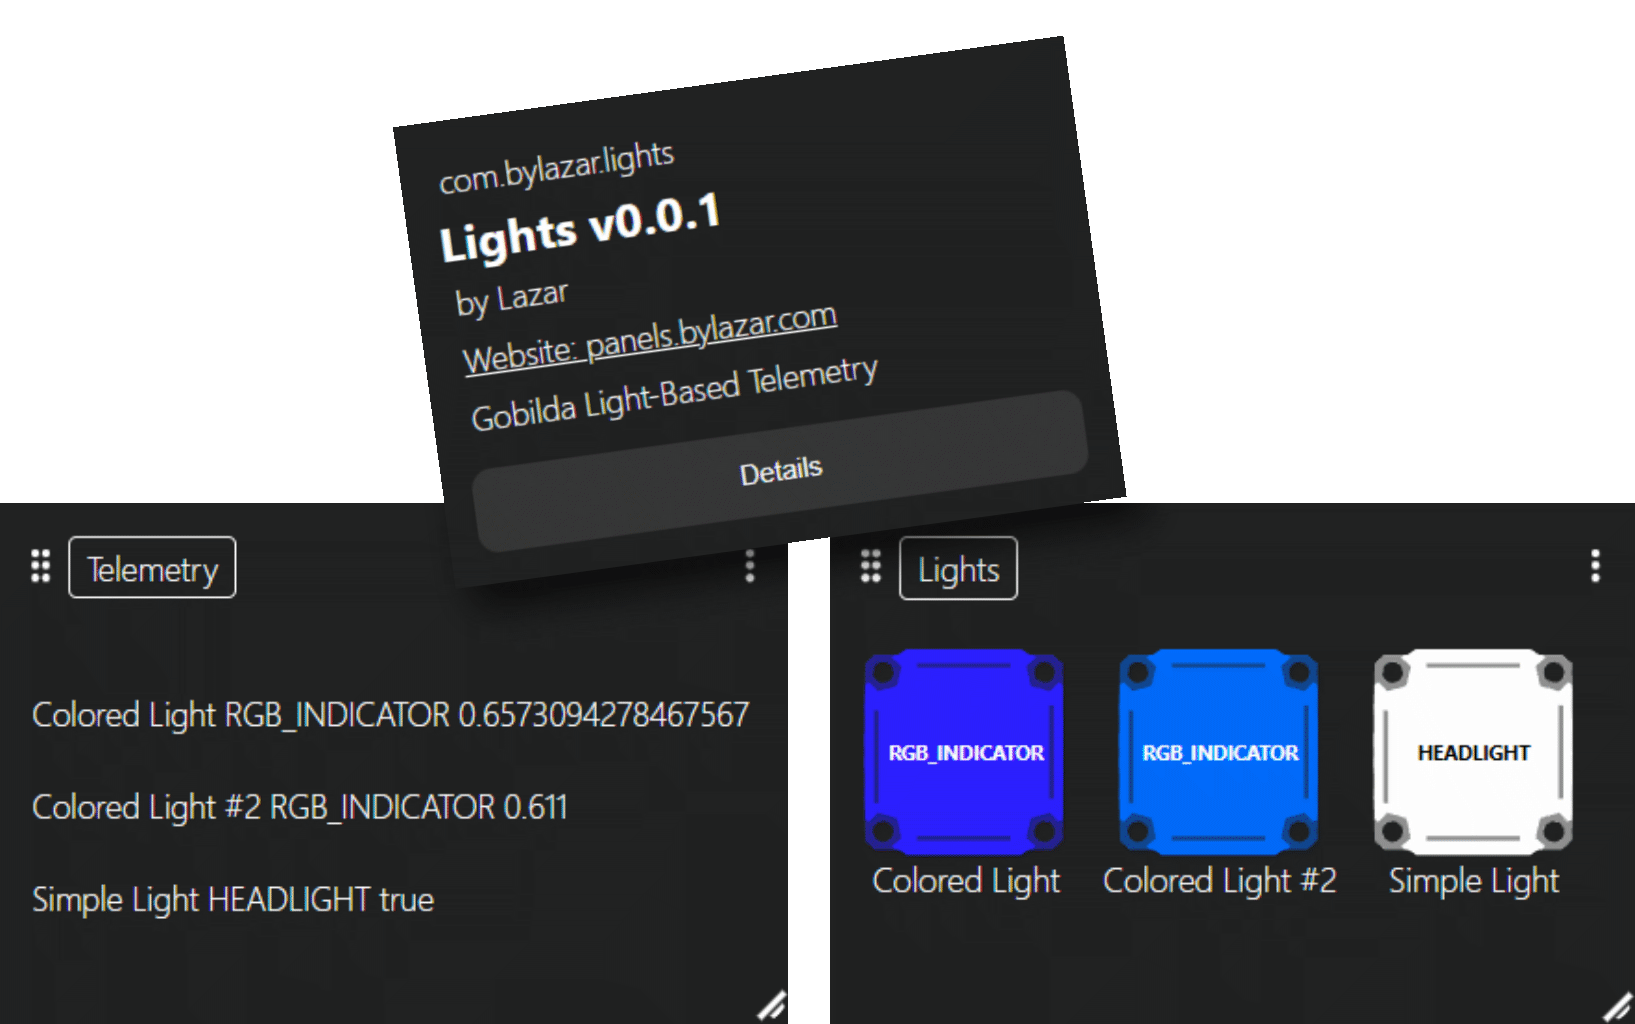 com.bylazar.lights
Lights v0.0.1
by Lazar
Website: panels.bylazar.com
Gobilda Light-Based Telemetry
Details
Telemetry
Colored Light RGB_INDICATOR 0.6573094278467567
Colored Light #2 RGB_INDICATOR 0.611
Simple Light HEADLIGHT true
Lights
RGB_INDICATOR
RGB_INDICATOR
HEADLIGHT
Colored Light
Colored Light #2
Simple Light